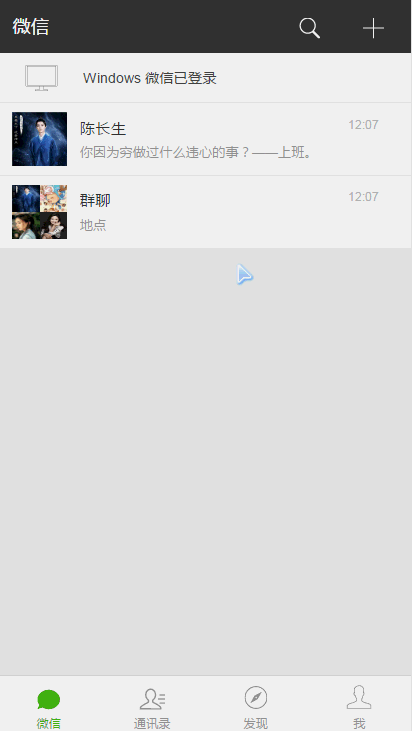 微信
Windows 微信已登录
陈长生 12:07
你因为穷做过什么违心的事？——上班。
群聊 12:07
地点
微信 通讯录 发现 我